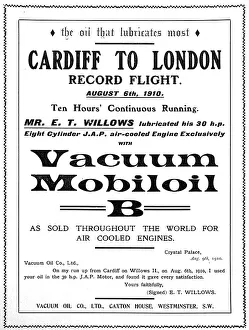 the oil that lubricates most
CARDIFF TO LONDON
RECORD FLIGHT.
AUGUST 6th, 1910.
Ten Hours' Continuous Running.
MR. E. T. WILLOWS lubricated his 30 h.p.
Eight Cylinder J.A.P. air-cooled Engine Exclusively
WITH
Vacuum
Mobiloil
B
AS SOLD THROUGHOUT THE WORLD FOR
AIR COOLED ENGINES.
Crystal Palace,
Aug. 9th, 1910.
Vacuum Oil Co., Ltd.,
On my run up from Cardiff on Willows II., on Aug. 6th, 1910, I used
your oil in the 30 h.p. J.A.P. Motor, and found it gave every satisfaction.
Yours faithfully,
(Signed) E. T. WILLOWS.
VACUUM OIL CO., LTD., CAXTON HOUSE, WESTMINSTER, S.W.